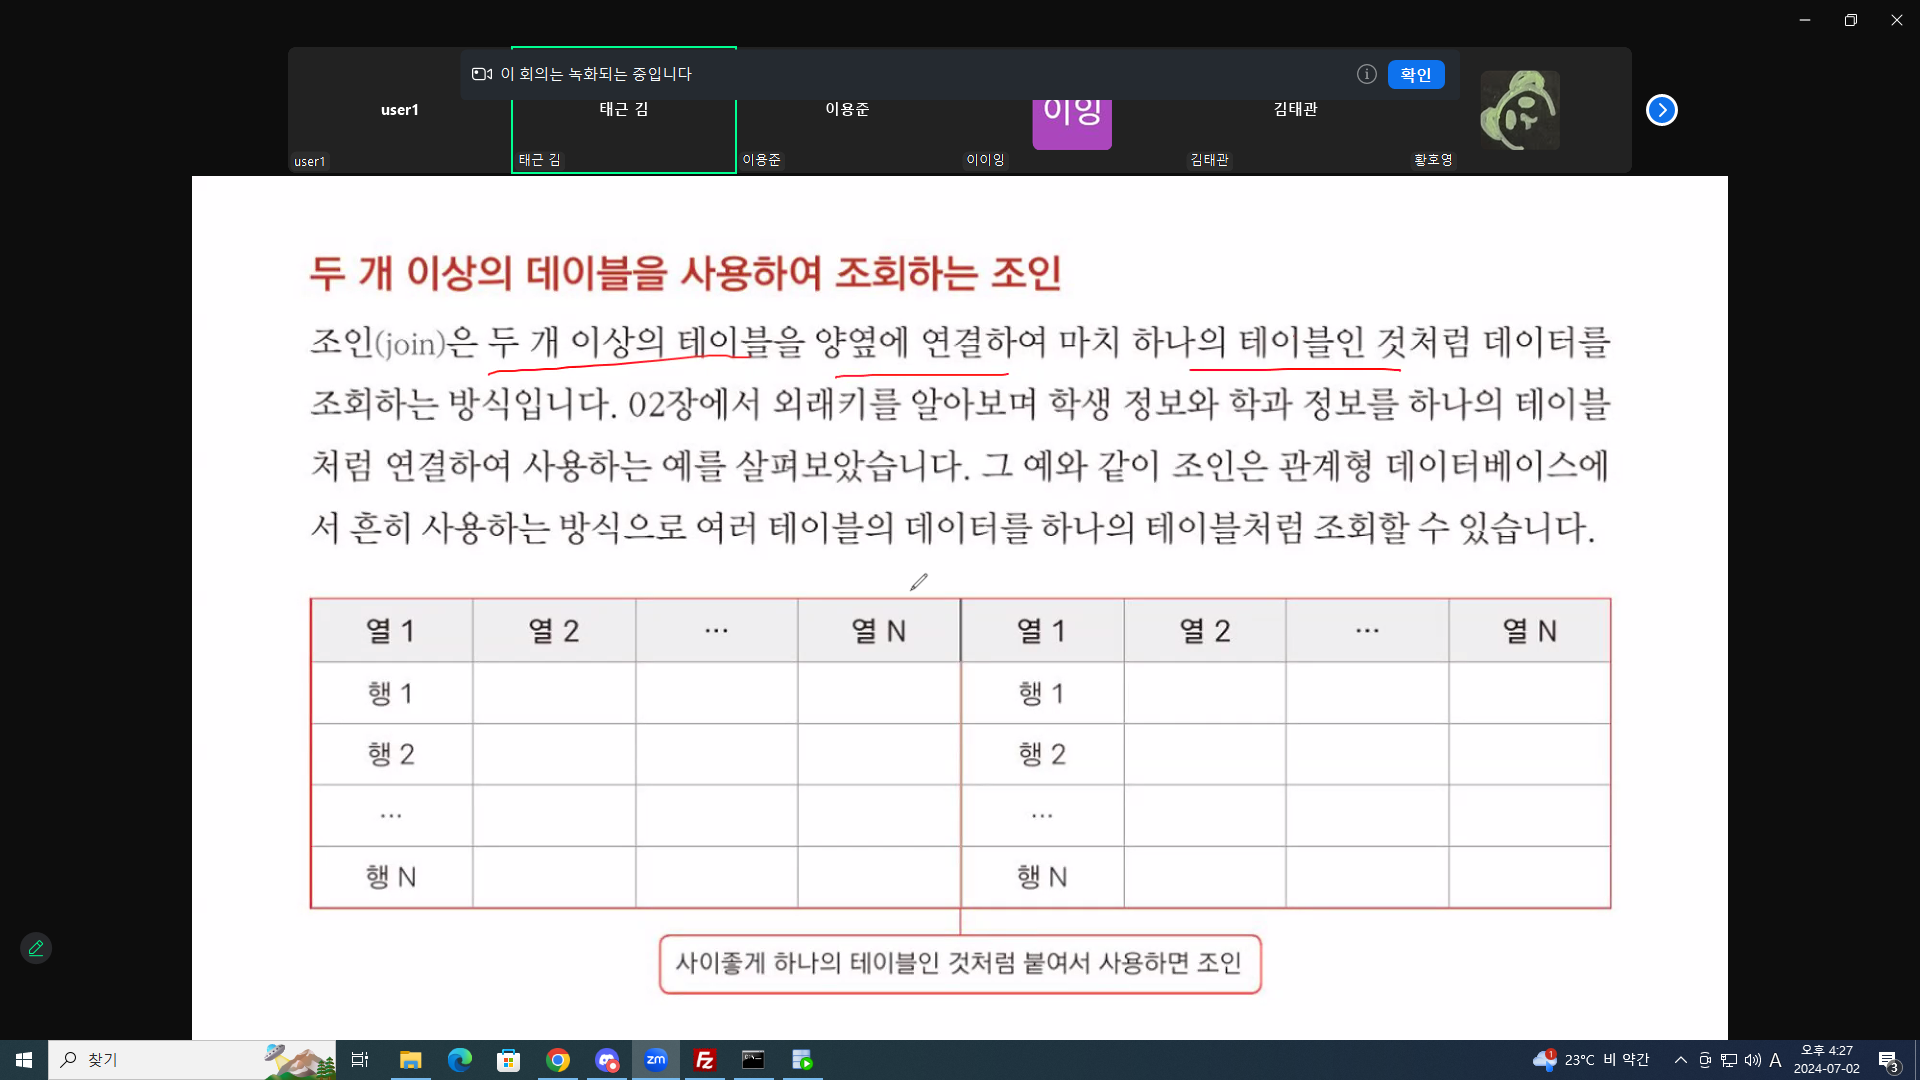 이 회의는 녹화되는 중입니다
확인
user1
태근 김
이용준
이잉
김태관
user1
태근 김
이용준
이이잉
김태관
황호영
두 개 이상의 데이블을 사용하여 조회하는 조인
조인(join)은 두 개 이상의 테이블을 양옆에 연결하여 마치 하나의 테이블인 것처럼 데이터를
조회하는 방식입니다. 02장에서 외래키를 알아보며 학생 정보와 학과 정보를 하나의 테이블
처럼 연결하여 사용하는 예를 살펴보았습니다. 그 예와 같이 조인은 관계형 데이터베이스에
서 흔히 사용하는 방식으로 여러 테이블의 데이터를 하나의 테이블처럼 조회할 수 있습니다.
열 1 열 2 ··· 열 N 열 1 열 2 ··· 열 N
행 1 행 1
행 2 행 2
··· ···
행 N 행 N
사이좋게 하나의 테이블인 것처럼 붙여서 사용하면 조인
찾기
zm
Fz
1
23°C 비 약간
A
오후 4:27
2024-07-02
3